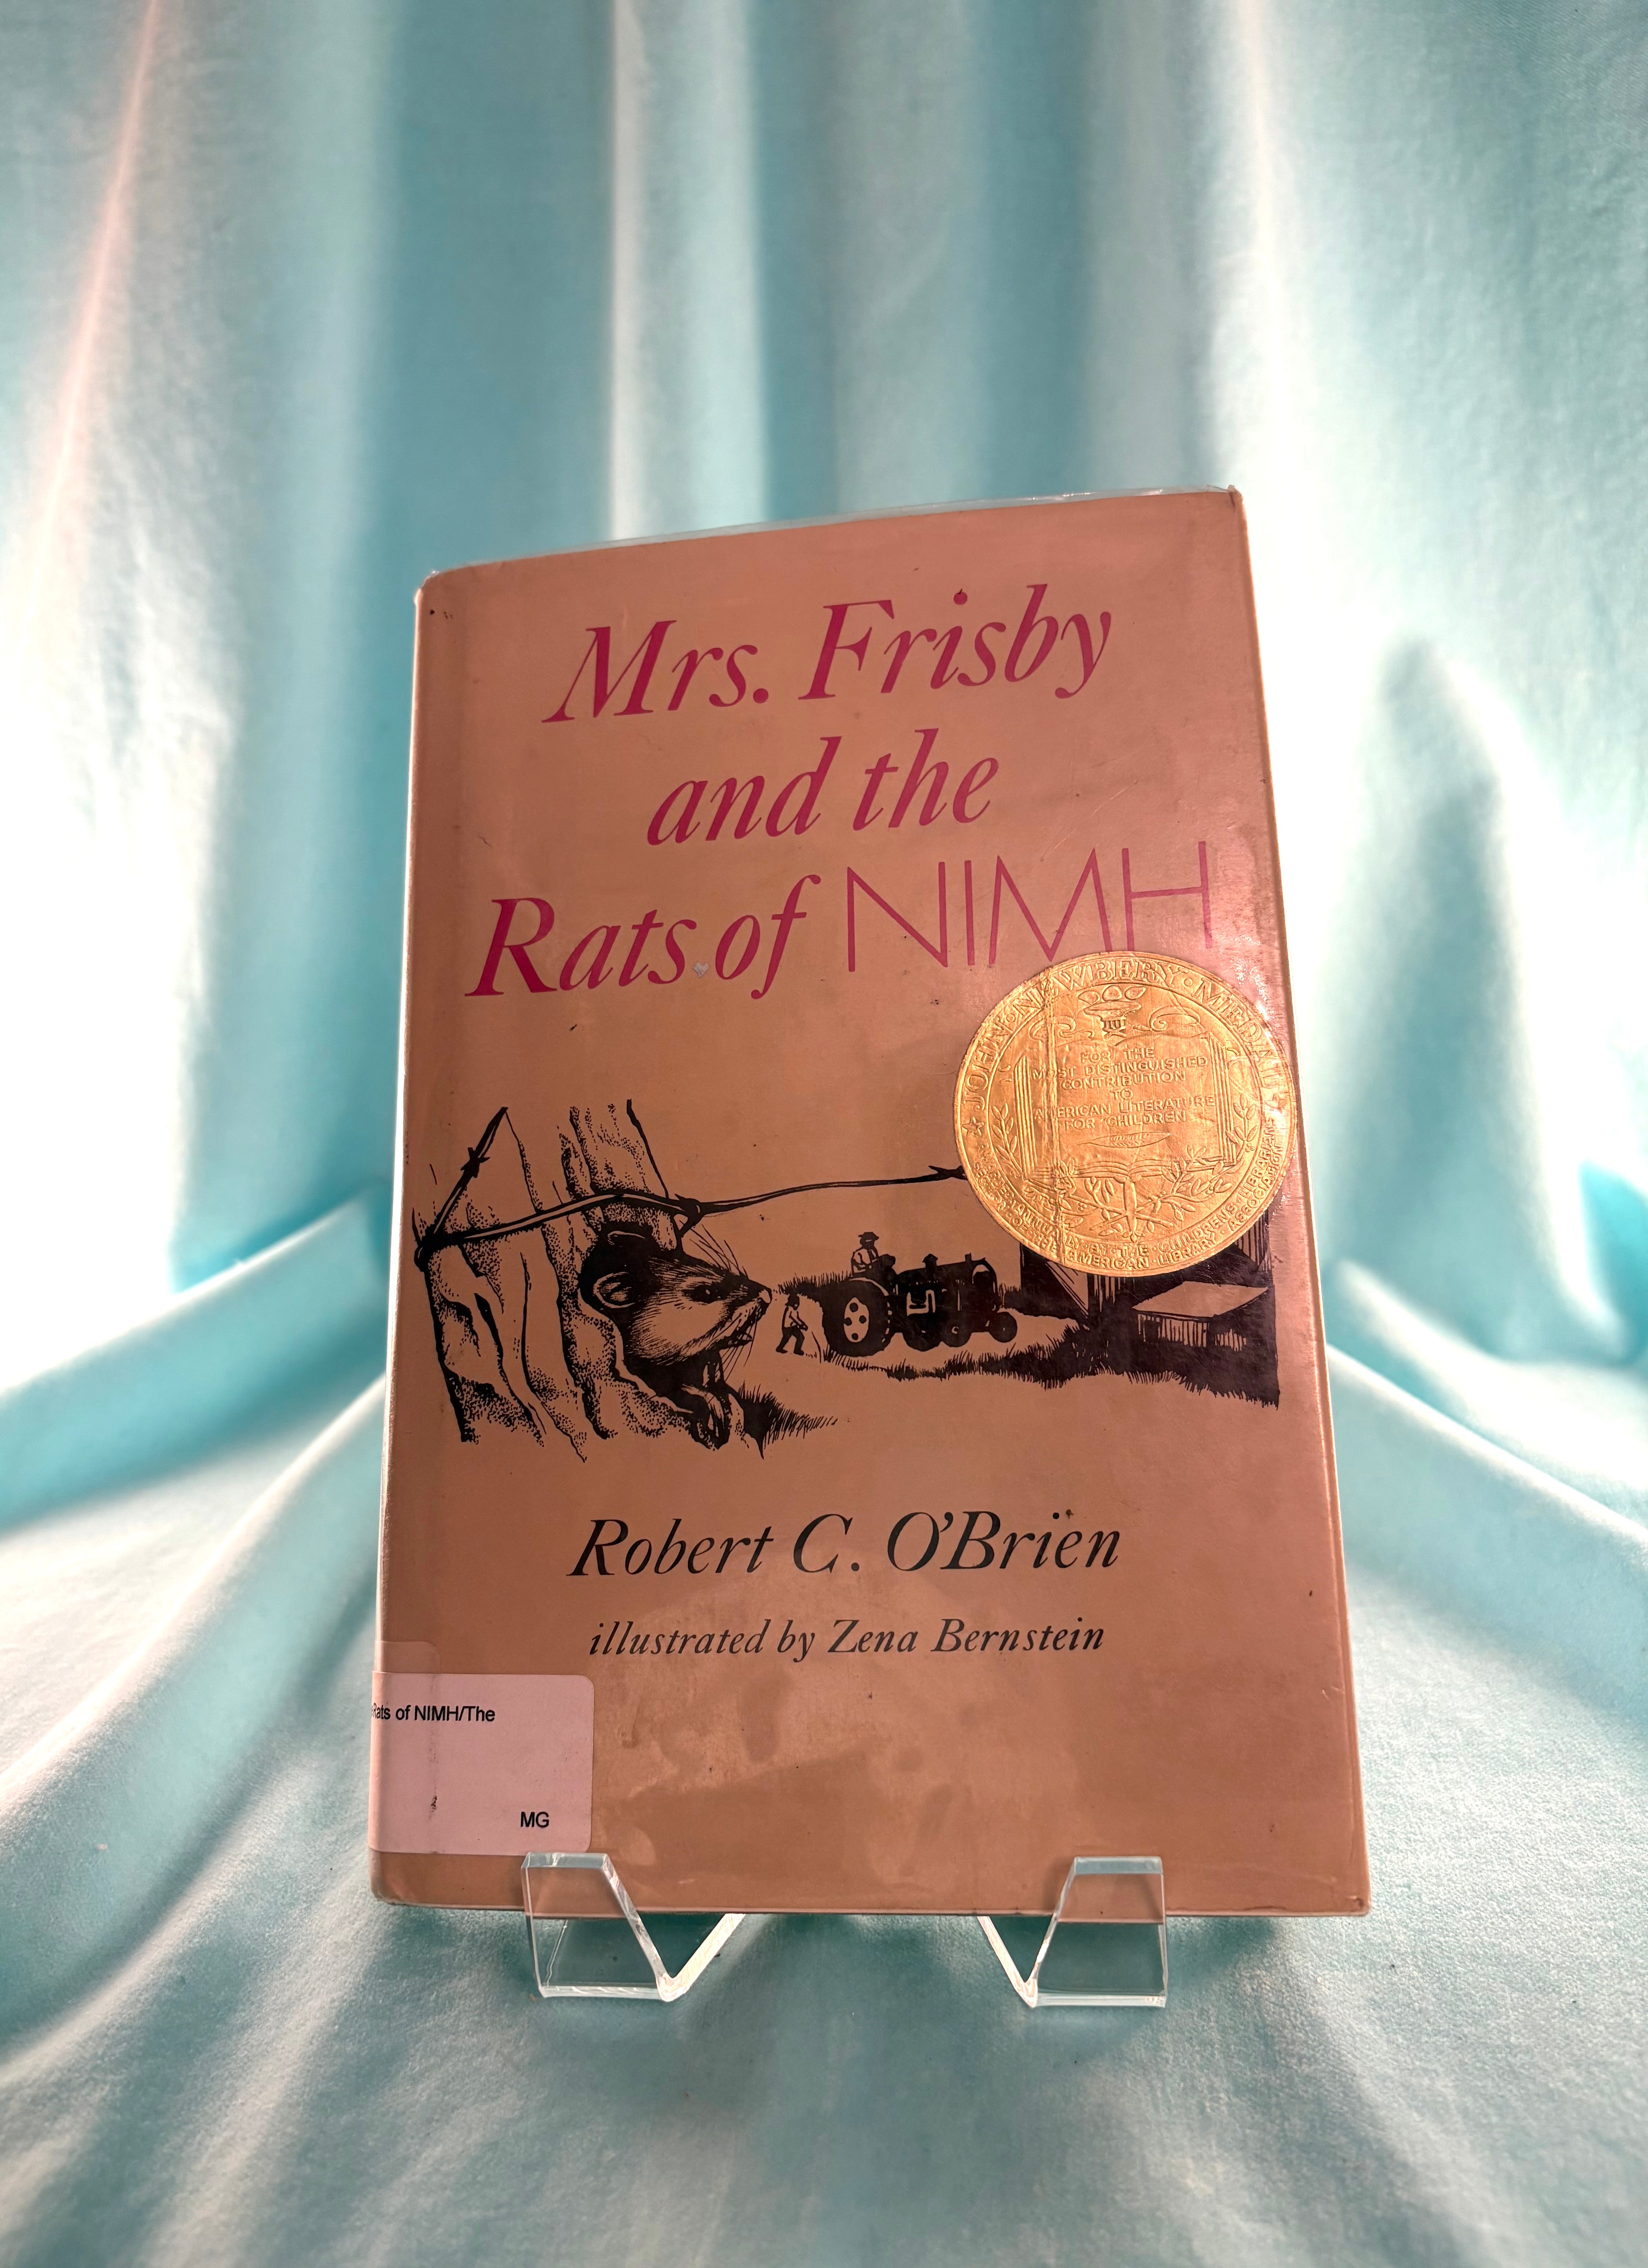 Mrs. Frisby
and the
Rats of NIMH
JOHN NEWBERY MEDAL
FOR THE
MOST DISTINGUISHED
CONTRIBUTION
TO
AMERICAN LITERATURE
FOR CHILDREN
Robert C. O'Brien
illustrated by Zena Bernstein
Rats of NIMH/The
MG